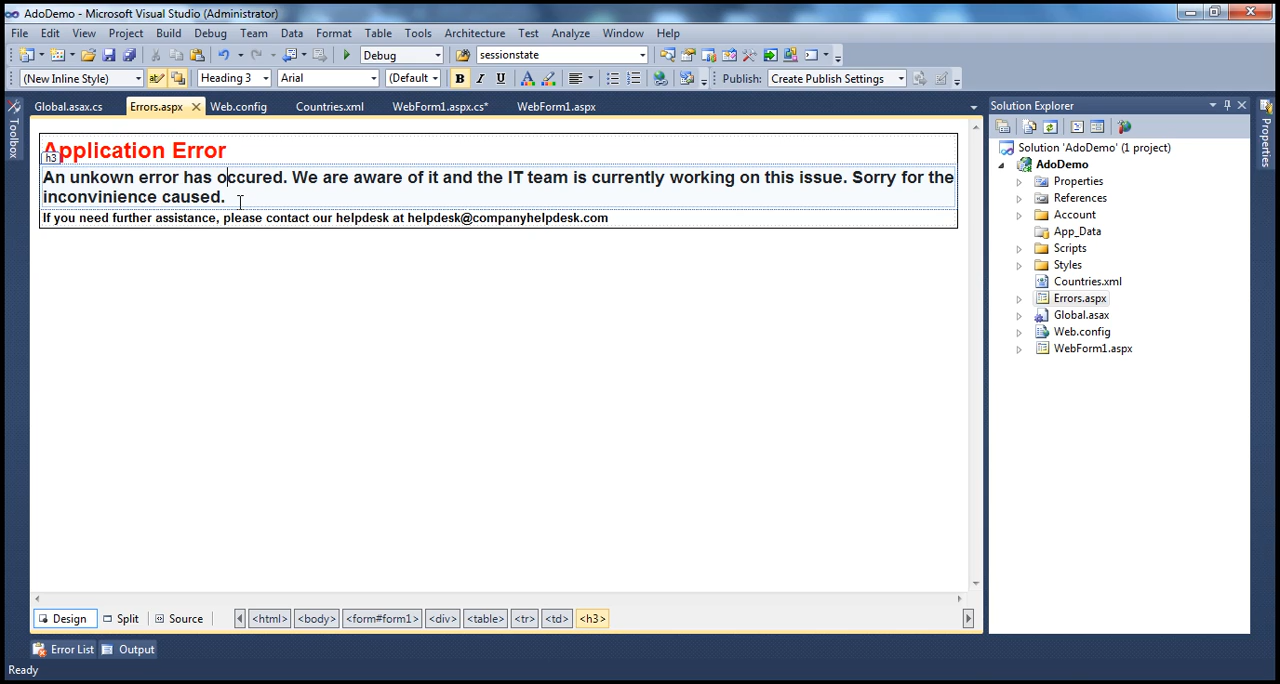 AdoDemo - Microsoft Visual Studio (Administrator)
File Edit View Project Build Debug Team Data Format Table Tools Architecture Test Analyze Window Help
Debug sessionstate
(New Inline Style) Heading 3 Arial (Default B I U A Publish: Create Publish Settings
Global.asax.cs Errors.aspx Web.config Countries.xml WebForm1.aspx.cs* WebForm1.aspx
Toolbox
h3
Application Error
An unkown error has occured. We are aware of it and the IT team is currently working on this issue. Sorry for the
inconvinience caused.
If you need further assistance, please contact our helpdesk at helpdesk@companyhelpdesk.com
Design Split Source <html> <body> <form#form1> <div> <table> <tr> <td> <h3>
Solution Explorer
Solution 'AdoDemo' (1 project)
AdoDemo
Properties
References
Account
App_Data
Scripts
Styles
Countries.xml
Errors.aspx
Global.asax
Web.config
WebForm1.aspx
Properties
Error List Output
Ready